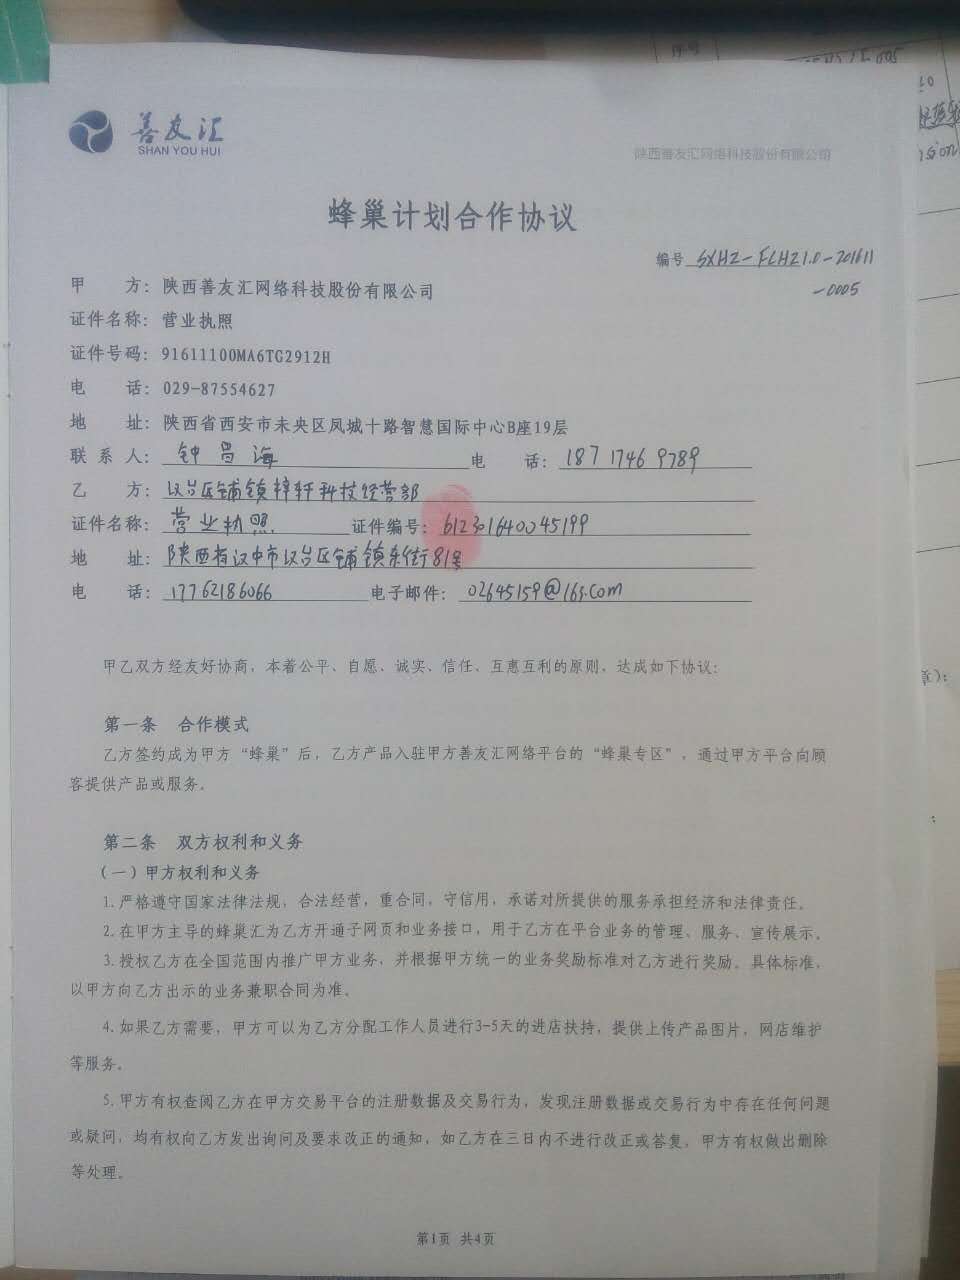 序号
善友汇
SHAN YOU HUI
陕西善友汇网络科技股份有限公司
蜂巢计划合作协议
编号 SXHZ-FCHZ1.0-201611
-0005
甲 方：陕西善友汇网络科技股份有限公司
证件名称：营业执照
证件号码：91611100MA6TG2912H
电 话：029-87554627
地 址：陕西省西安市未央区凤城十路智慧国际中心B座19层
联 系 人：钟昌海 电 话：18717469789
乙 方：汉台区铺镇梓轩科技经营部
证件名称：营业执照 证件编号：612301640045199
地 址：陕西省汉中市汉台区铺镇东街81号
电 话：17762186066 电子邮件：02645159@163.com
甲乙双方经友好协商，本着公平、自愿、诚实、信任、互惠互利的原则，达成如下协议：
第一条 合作模式
乙方签约成为甲方“蜂巢”后，乙方产品入驻甲方善友汇网络平台的“蜂巢专区”，通过甲方平台向顾
客提供产品或服务。
第二条 双方权利和义务
（一）甲方权利和义务
1.严格遵守国家法律法规，合法经营，重合同，守信用，承诺对所提供的服务承担经济和法律责任。
2.在甲方主导的蜂巢汇为乙方开通子网页和业务接口，用于乙方在平台业务的管理、服务、宣传展示。
3.授权乙方在全国范围内推广甲方业务，并根据甲方统一的业务奖励标准对乙方进行奖励。具体标准，
以甲方向乙方出示的业务兼职合同为准。
4.如果乙方需要，甲方可以为乙方分配工作人员进行3-5天的进店扶持，提供上传产品图片，网店维护
等服务。
5.甲方有权查阅乙方在甲方交易平台的注册数据及交易行为，发现注册数据或交易行为中存在任何问题
或疑问，均有权向乙方发出询问及要求改正的通知，如乙方在三日内不进行改正或答复，甲方有权做出删除
等处理。
第1页 共4页
章）：